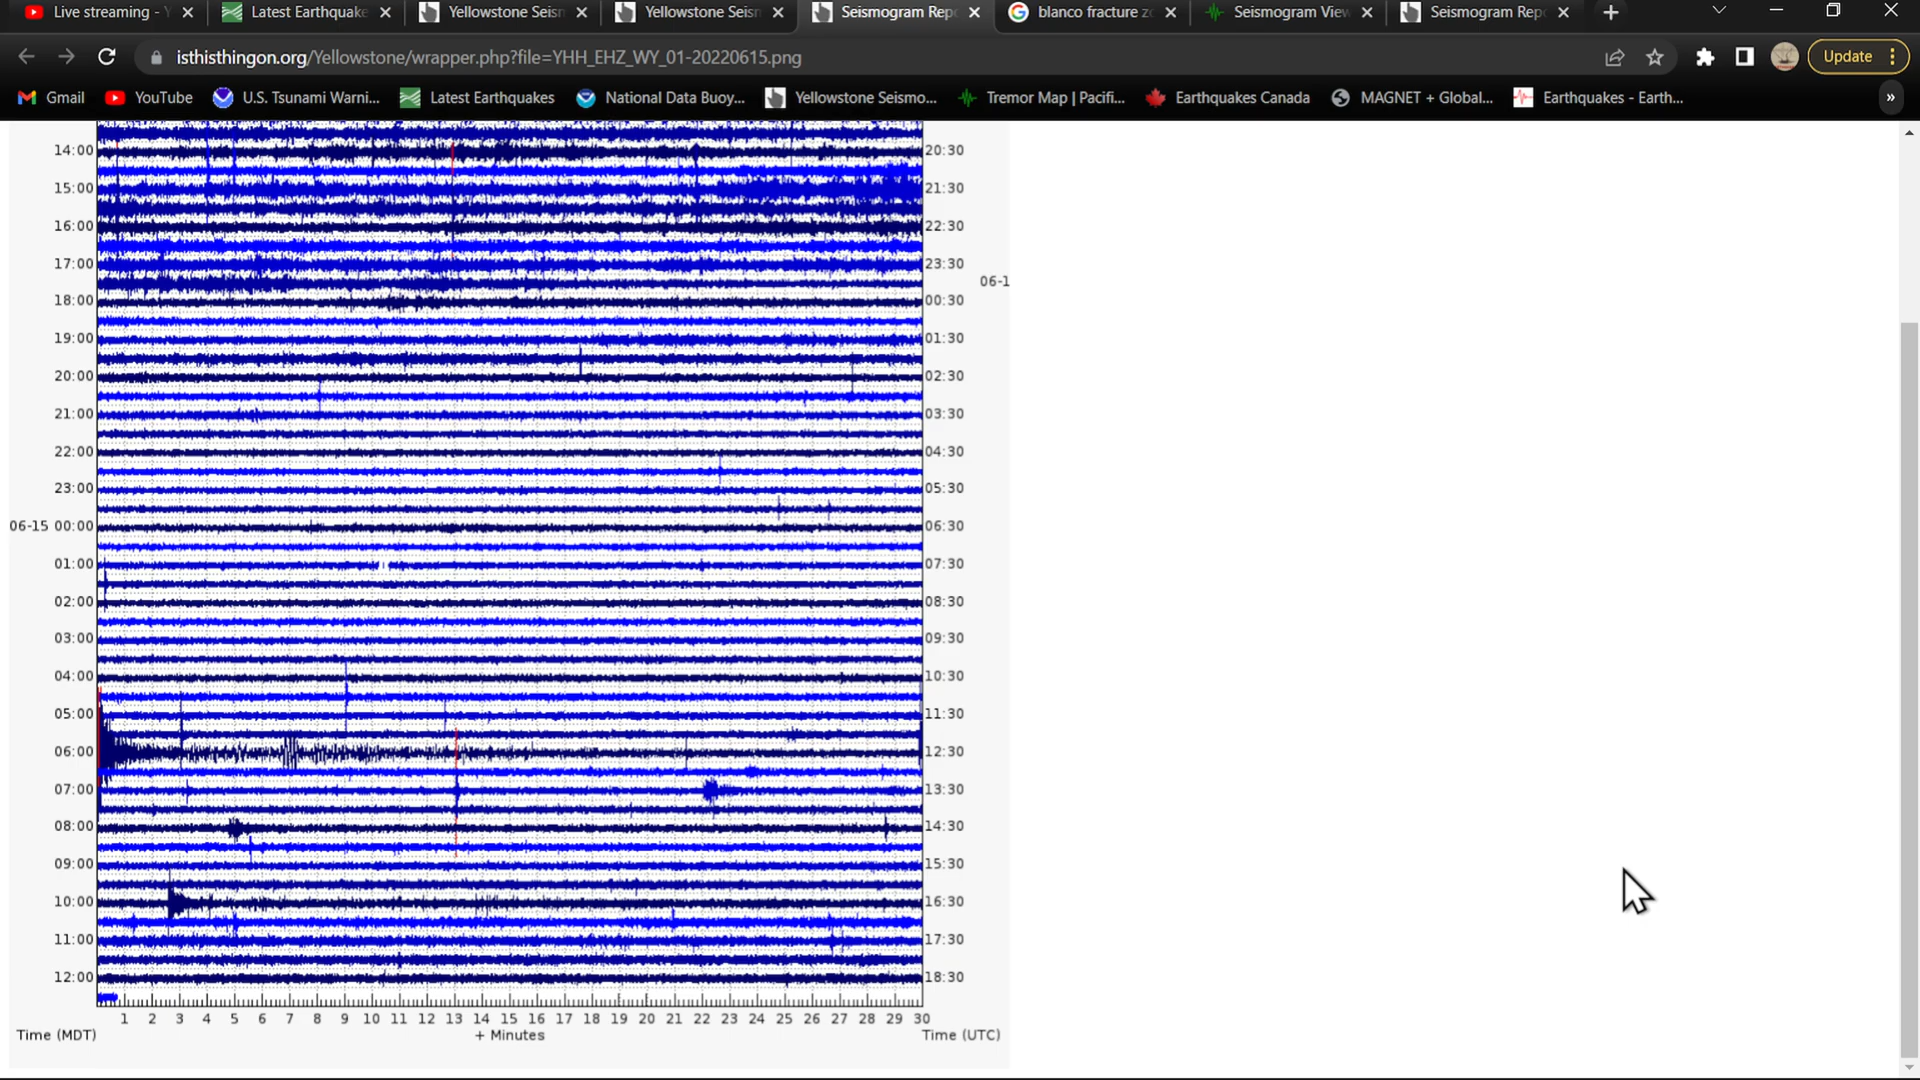 Live streaming - Y
Latest Earthquake
Yellowstone Seisn
Yellowstone Seisn
Seismogram Repo
blanco fracture zo
Seismogram View
Seismogram Repo
isthisthingon.org/Yellowstone/wrapper.php?file=YHH_EHZ_WY_01-20220615.png
Update
Gmail
YouTube
U.S. Tsunami Warni...
Latest Earthquakes
National Data Buoy...
Yellowstone Seismo...
Tremor Map | Pacifi...
Earthquakes Canada
MAGNET + Global...
Earthquakes - Earth...
»
14:00 20:30
15:00 21:30
16:00 22:30
17:00 23:30
06-1
18:00 00:30
19:00 01:30
20:00 02:30
21:00 03:30
22:00 04:30
23:00 05:30
06-15 00:00 06:30
01:00 07:30
02:00 08:30
03:00 09:30
04:00 10:30
05:00 11:30
06:00 12:30
07:00 13:30
08:00 14:30
09:00 15:30
10:00 16:30
11:00 17:30
12:00 18:30
1 2 3 4 5 6 7 8 9 10 11 12 13 14 15 16 17 18 19 20 21 22 23 24 25 26 27 28 29 30
Time (MDT) + Minutes Time (UTC)